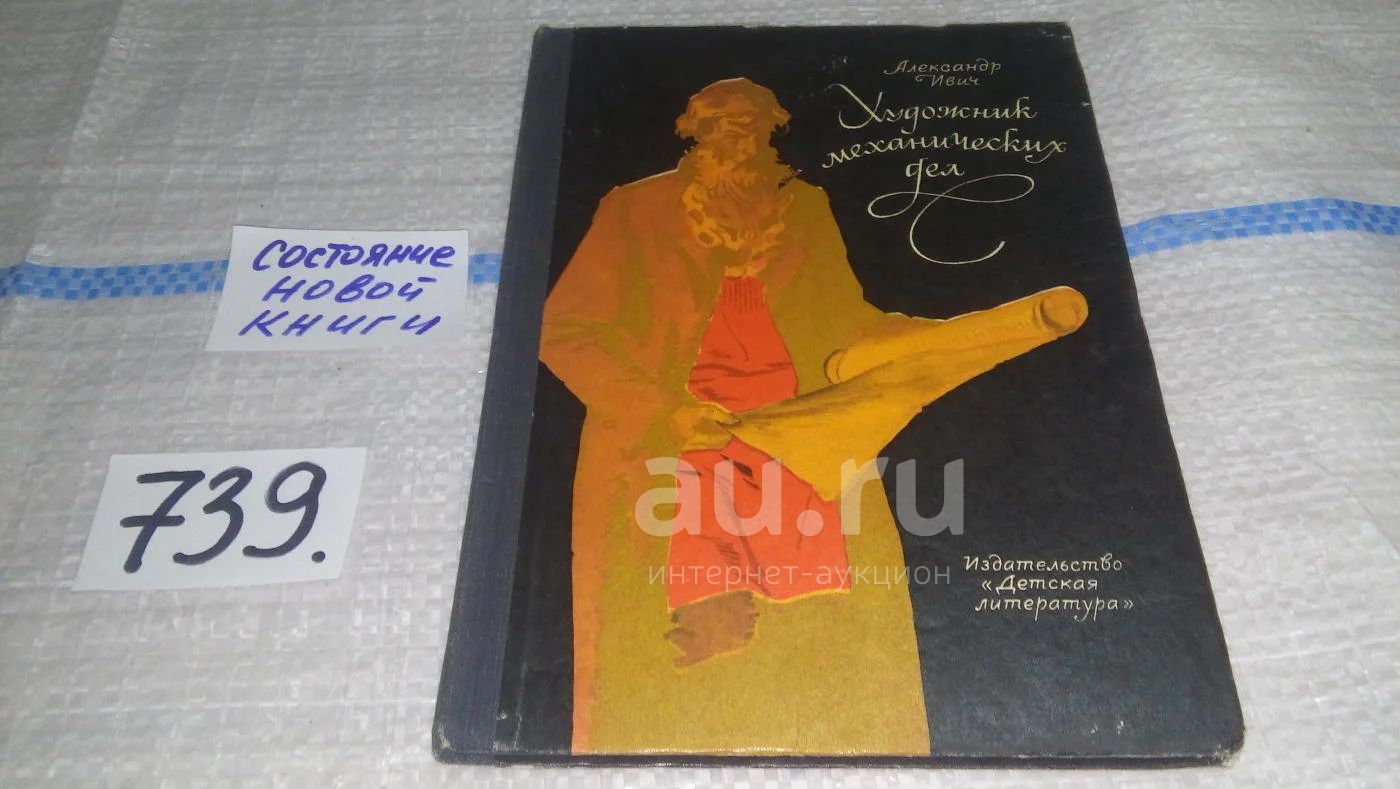 Александр
Ивич
Художник
механических
дел
состояние
новой
книги
739.
au.ru
интернет-аукцион
Издательство
«Детская
литература»